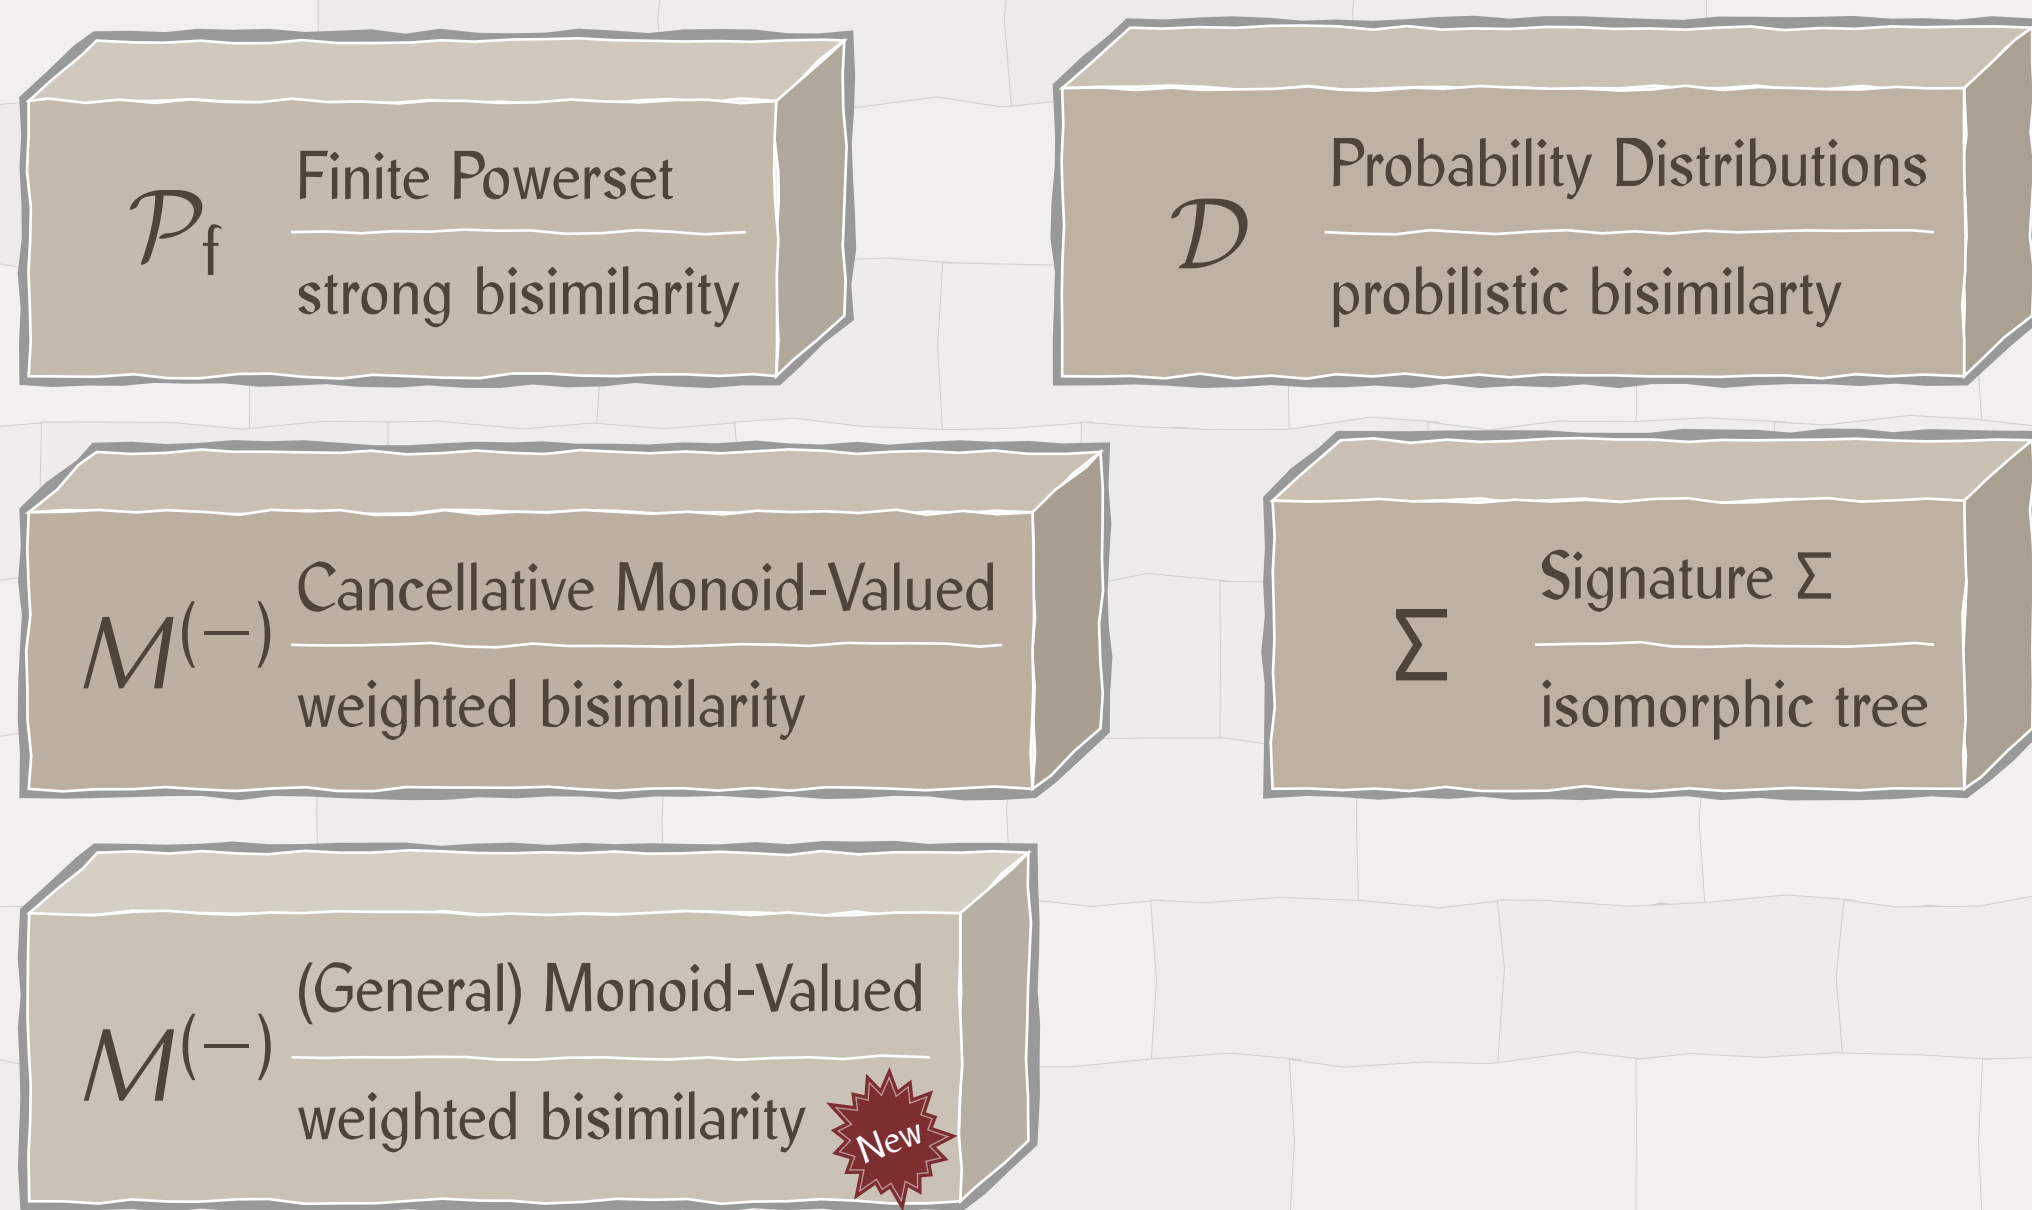 𝒫f
Finite Powerset
strong bisimilarity
𝒟
Probability Distributions
probilistic bisimilarty
M(−)
Cancellative Monoid-Valued
weighted bisimilarity
Σ
Signature Σ
isomorphic tree
M(−)
(General) Monoid-Valued
weighted bisimilarity
New